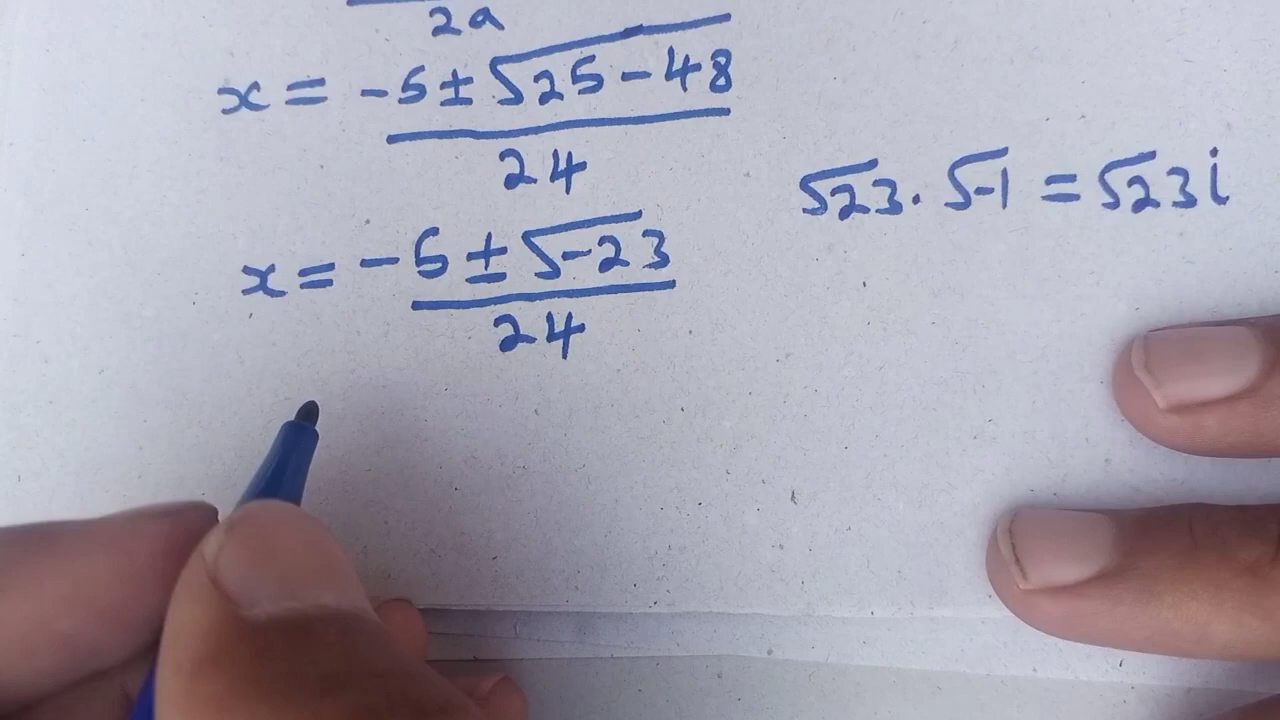 2a
x = -5 ± √25 - 48
24
√23 . √-1 = √23 i
x = -5 ± √-23
24